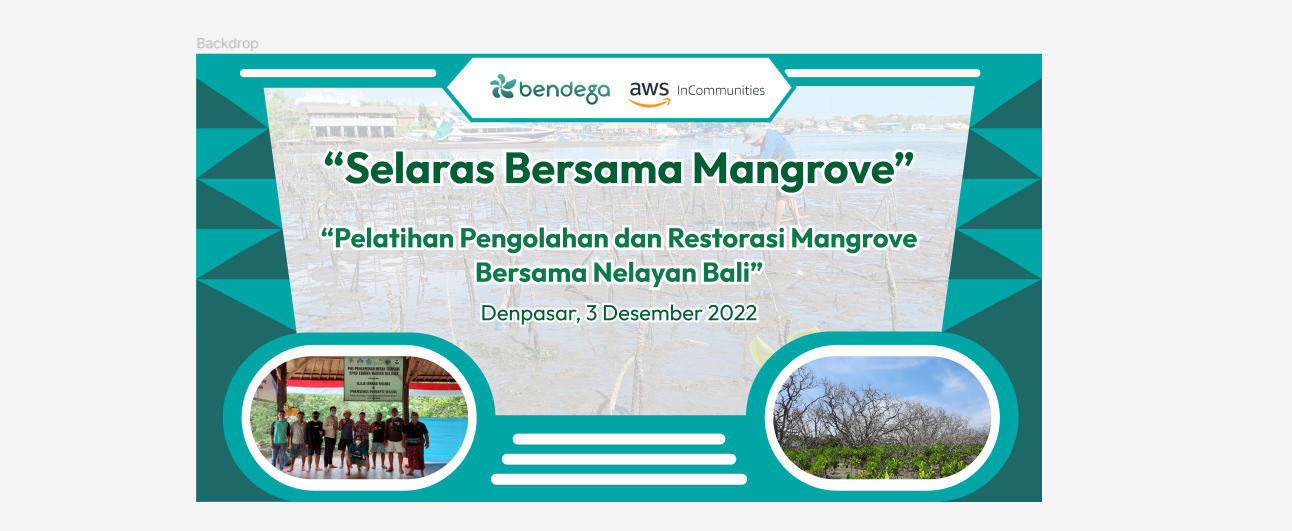 Backdrop
bendega
aws InCommunities
“Selaras Bersama Mangrove”
“Pelatihan Pengolahan dan Restorasi Mangrove
Bersama Nelayan Bali”
Denpasar, 3 Desember 2022